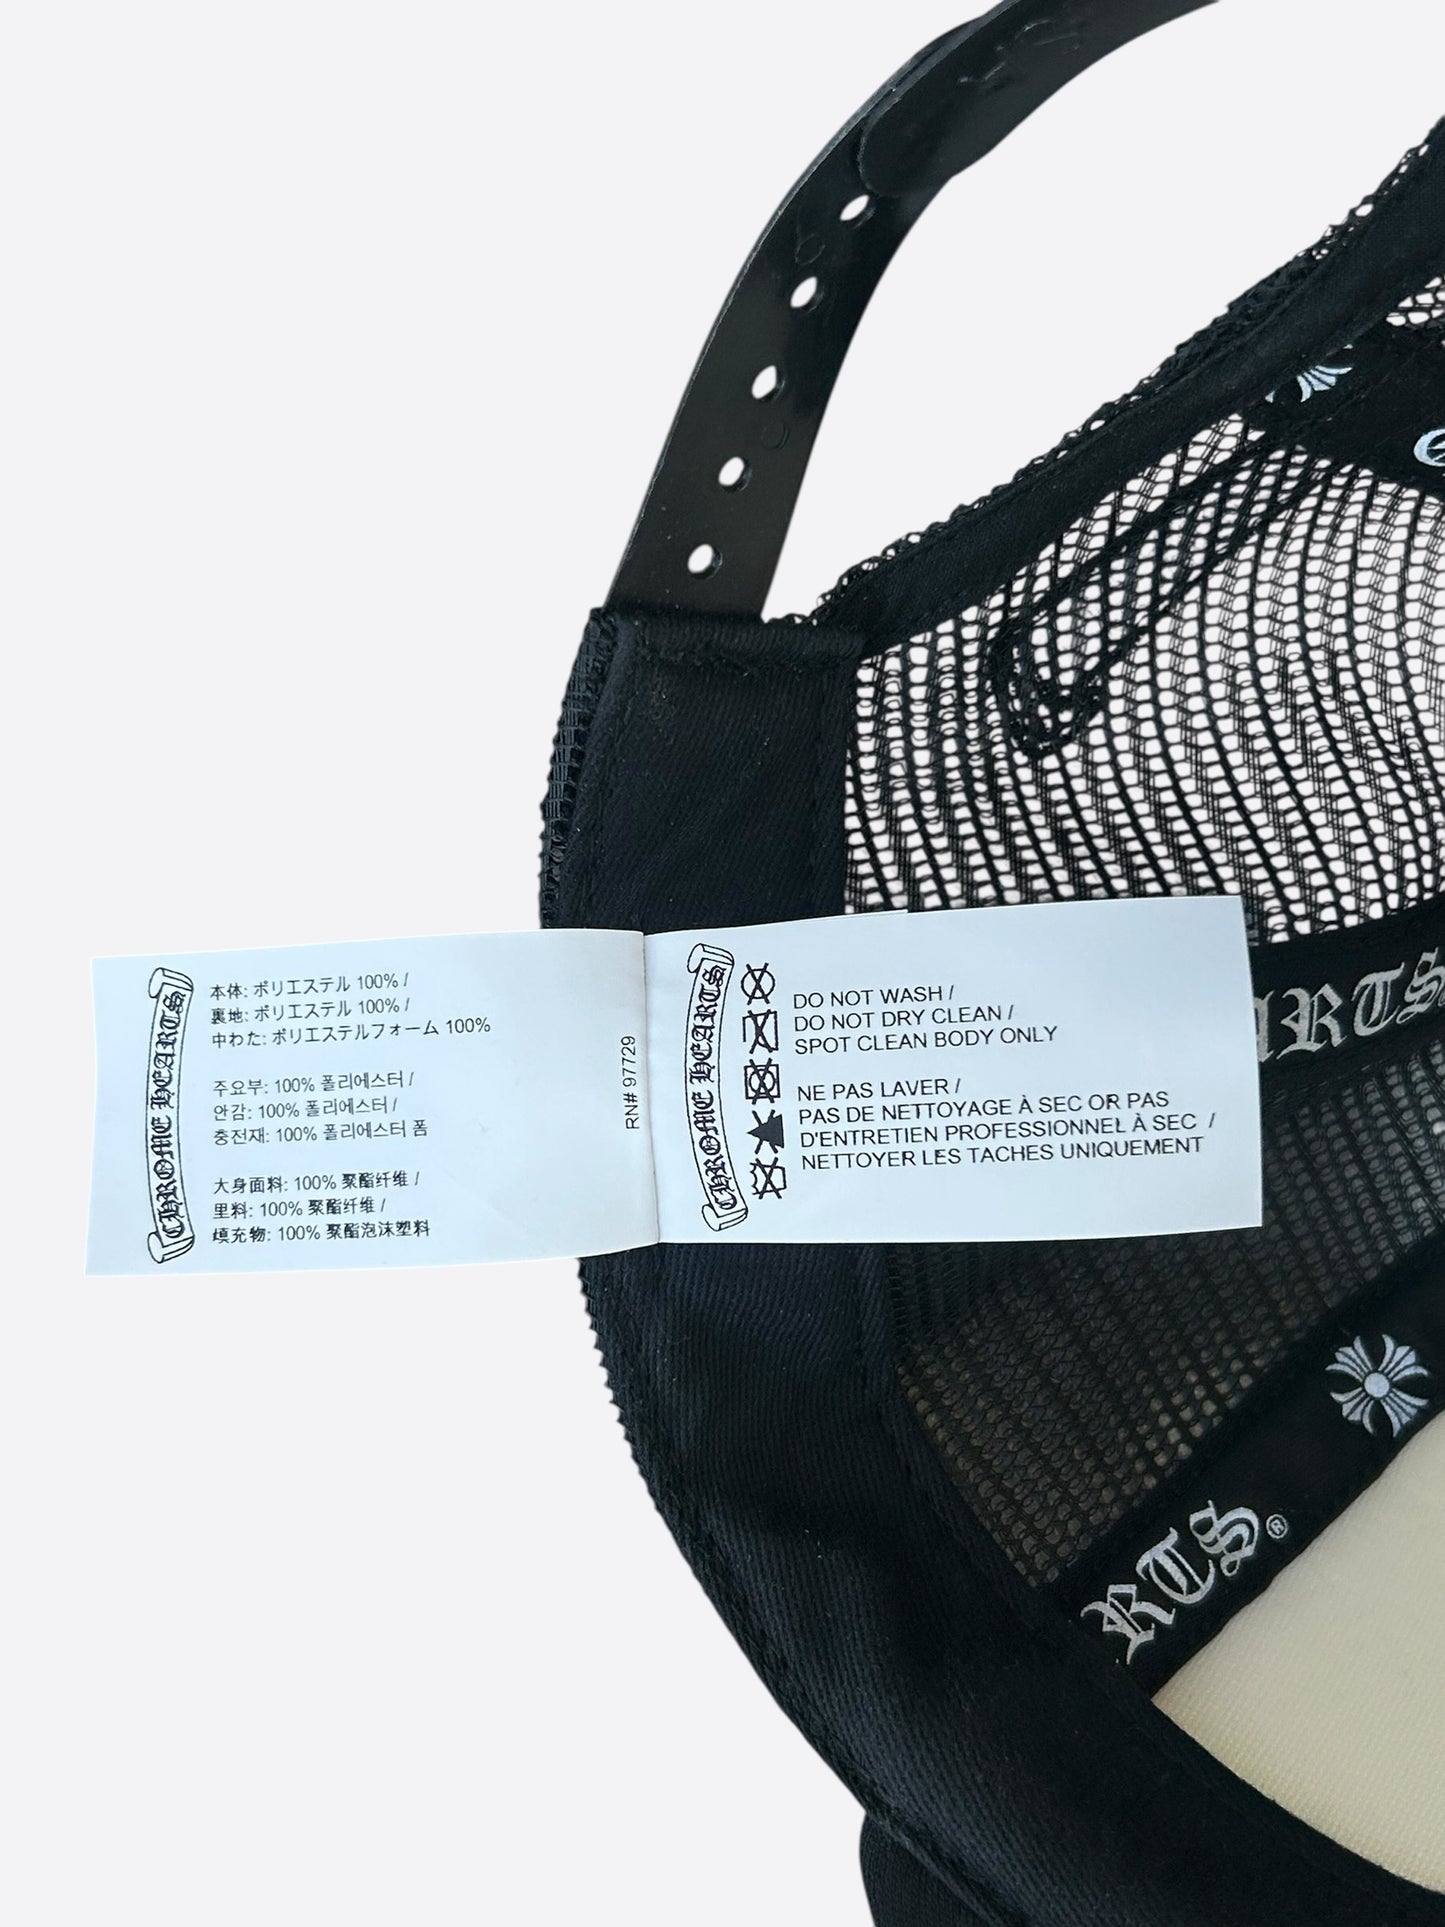 CHROME HEARTS
本体: ポリエステル 100% /
裏地: ポリエステル 100% /
中わた: ポリエステルフォーム 100%
주요부: 100% 폴리에스터 /
안감: 100% 폴리에스터 /
충전재: 100% 폴리에스터 폼
大身面料: 100% 聚酯纤维 /
里料: 100% 聚酯纤维 /
填充物: 100% 聚酯泡沫塑料
RN# 97729
CHROME HEARTS
DO NOT WASH /
DO NOT DRY CLEAN /
SPOT CLEAN BODY ONLY
NE PAS LAVER /
PAS DE NETTOYAGE À SEC OR PAS
D'ENTRETIEN PROFESSIONNEL À SEC /
NETTOYER LES TACHES UNIQUEMENT
ARTS
RTS®